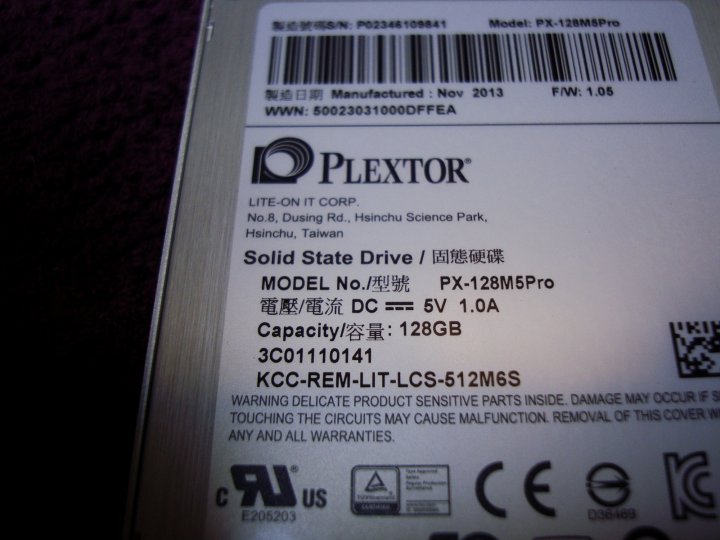 製造號碼S/N: P02346109841 Model: PX-128M5Pro
製造日期 Manufactured : Nov 2013 F/W: 1.05
WWN: 50023031000DFFEA
PLEXTOR®
LITE-ON IT CORP.
No.8, Dusing Rd., Hsinchu Science Park,
Hsinchu, Taiwan
Solid State Drive / 固態硬碟
MODEL No./型號 PX-128M5Pro
電壓/電流 DC 5V 1.0A
Capacity/容量: 128GB
3C01110141
KCC-REM-LIT-LCS-512M6S
WARNING DELICATE PRODUCT SENSITIVE PARTS INSIDE. DAMAGE MAY OCCUR IF
TOUCHING THE CIRCUITS MAY CAUSE MALFUNCTION. REMOVAL OF THIS COVER
ANY AND ALL WARRANTIES.
c RU® US CE
E205203 D36469